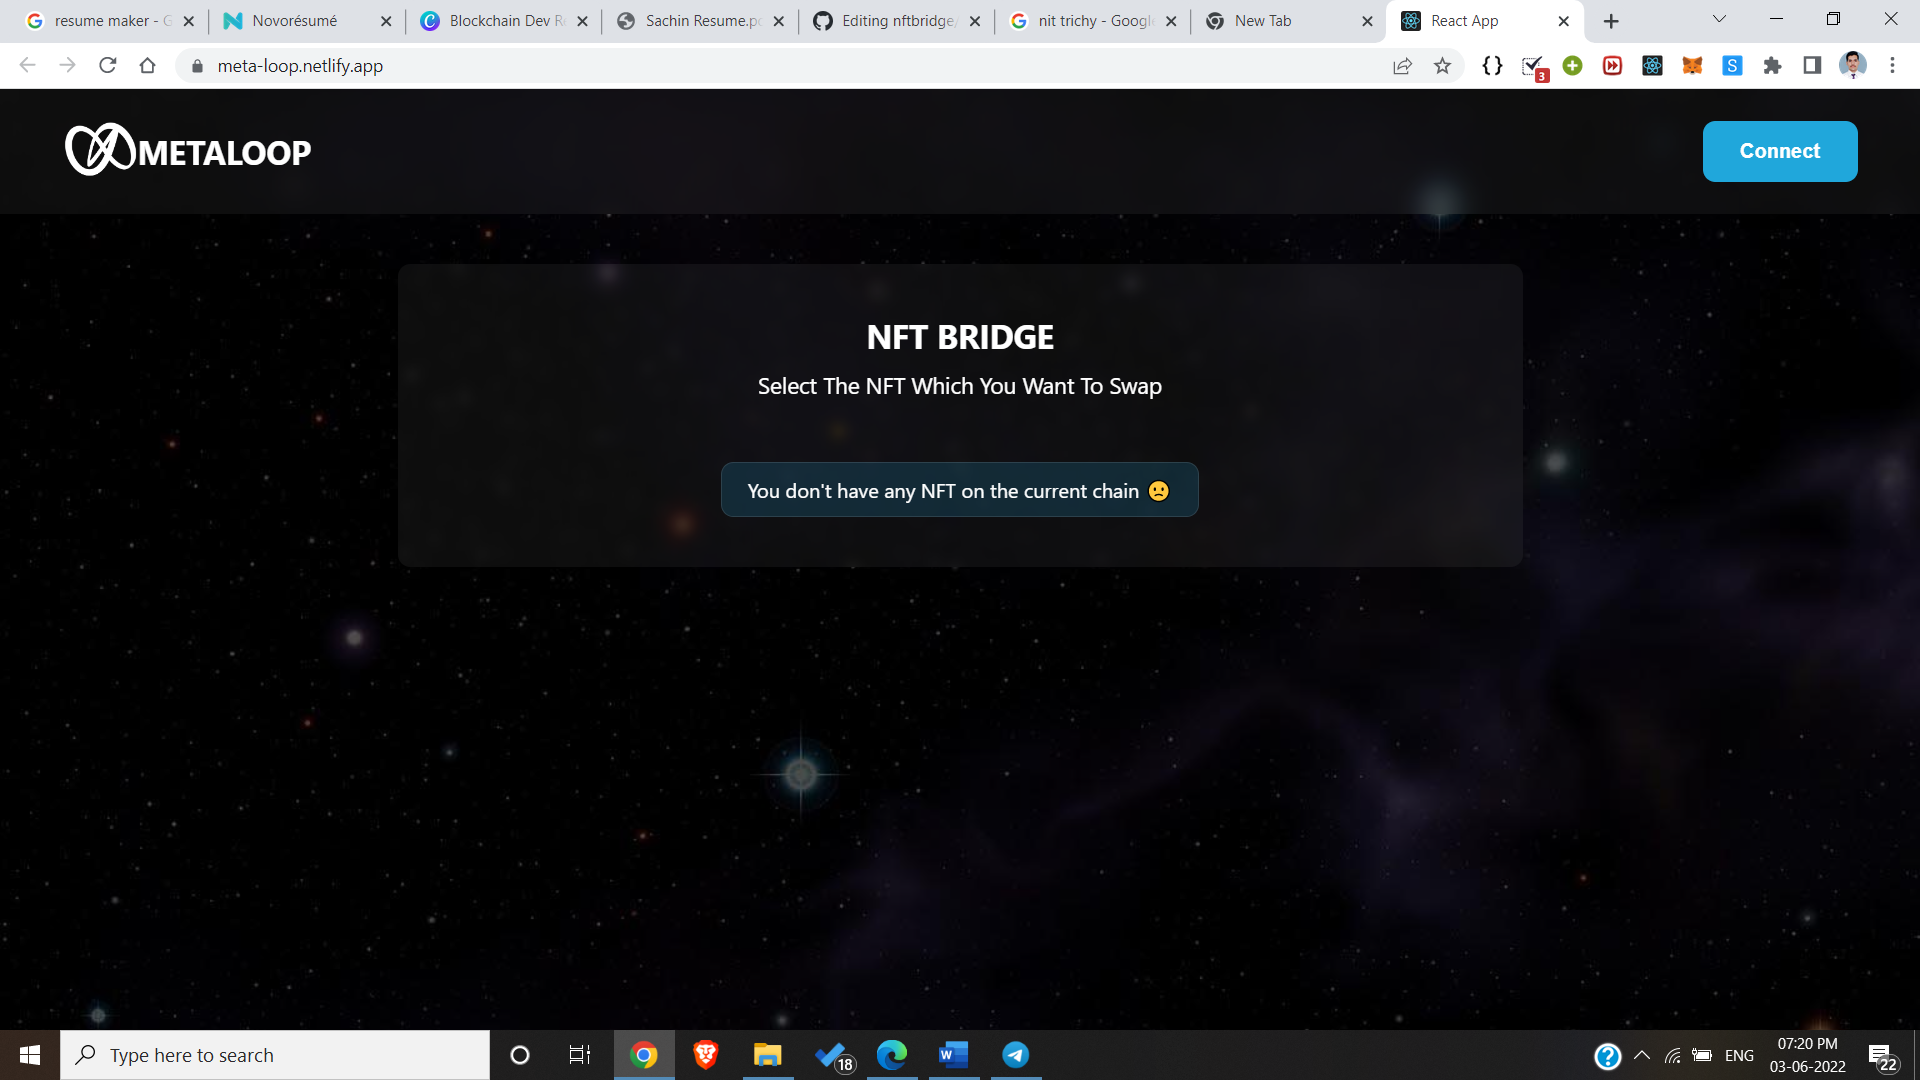 resume maker - G
Novorésumé
Blockchain Dev R
Sachin Resume.pd
Editing nftbridge/
nit trichy - Google
New Tab
React App
meta-loop.netlify.app
{}
3
S
METALOOP
Connect
NFT BRIDGE
Select The NFT Which You Want To Swap
You don't have any NFT on the current chain 🙁
Type here to search
18
W
?
ENG
07:20 PM
03-06-2022
22